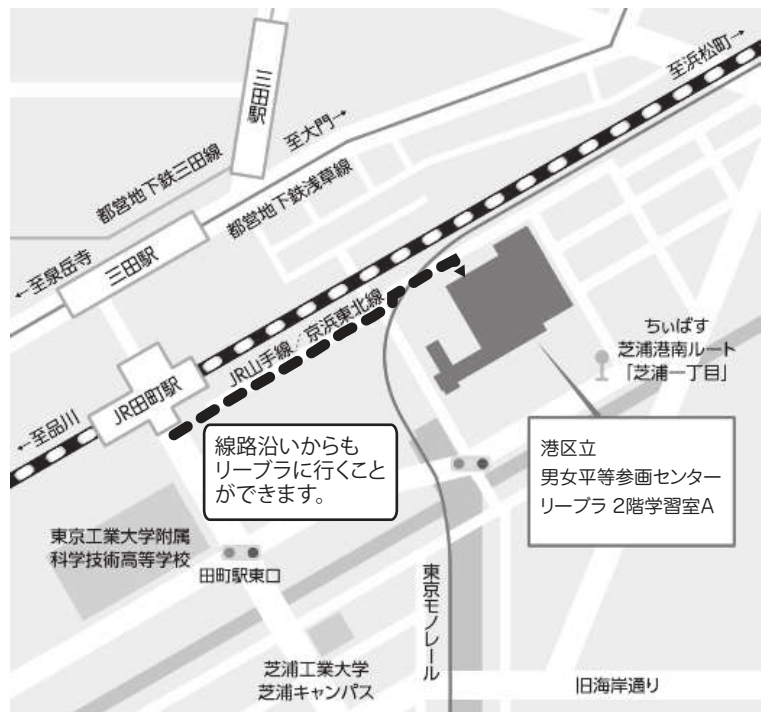 至浜松町→
三田駅
至大門→
都営地下鉄三田線
都営地下鉄浅草線
三田駅
←至泉岳寺
JR山手線/京浜東北線
ちぃばす
芝浦港南ルート
「芝浦一丁目」
JR田町駅
←至品川
線路沿いからも
リーブラに行くこと
ができます。
港区立
男女平等参画センター
リーブラ 2階学習室A
東京工業大学附属
科学技術高等学校
田町駅東口
東京モノレール
芝浦工業大学
芝浦キャンパス
旧海岸通り